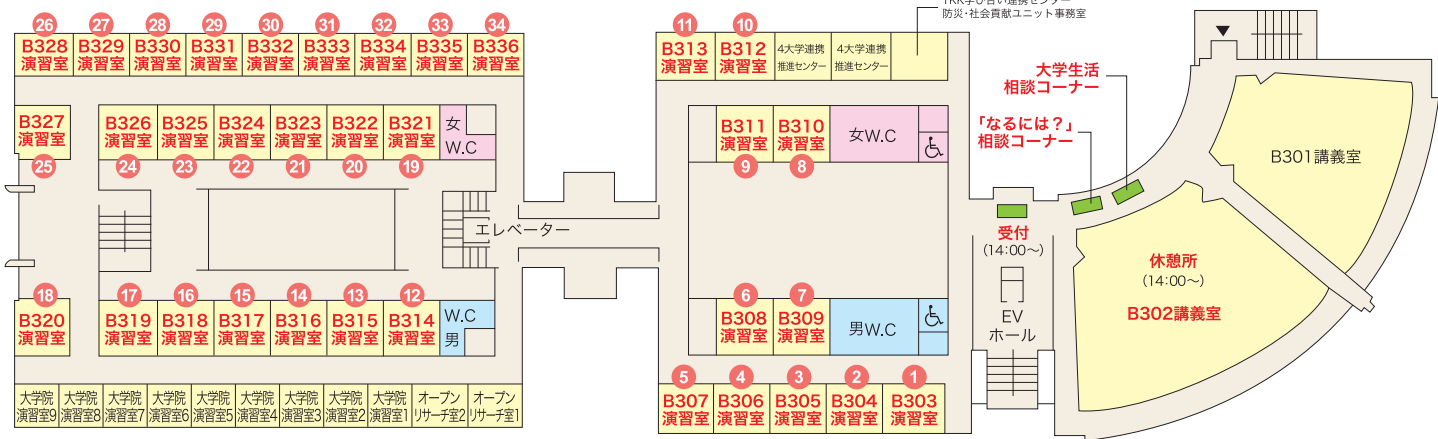 26 27 28 29 30 31 32 33 34
B328 B329 B330 B331 B332 B333 B334 B335 B336
演習室 演習室 演習室 演習室 演習室 演習室 演習室 演習室 演習室
11 10
B313 B312 4大学連携 4大学連携
演習室 演習室 推進センター 推進センター
防災・社会貢献ユニット事務室
大学生活
相談コーナー
「なるには？」
相談コーナー
B327
演習室
25
B326 B325 B324 B323 B322 B321 女
演習室 演習室 演習室 演習室 演習室 演習室 W.C
24 23 22 21 20 19
B311 B310 女W.C
演習室 演習室
9 8
B301講義室
エレベーター
受付
(14:00～)
休憩所
(14:00～)
B302講義室
EV
ホール
18
B320
演習室
17 16 15 14 13 12
B319 B318 B317 B316 B315 B314 W.C
演習室 演習室 演習室 演習室 演習室 演習室 男
6 7
B308 B309 男W.C
演習室 演習室
大学院 大学院 大学院 大学院 大学院 大学院 大学院 大学院 大学院 オープン オープン
演習室9 演習室8 演習室7 演習室6 演習室5 演習室4 演習室3 演習室2 演習室1 リサーチ室2 リサーチ室1
5 4 3 2 1
B307 B306 B305 B304 B303
演習室 演習室 演習室 演習室 演習室